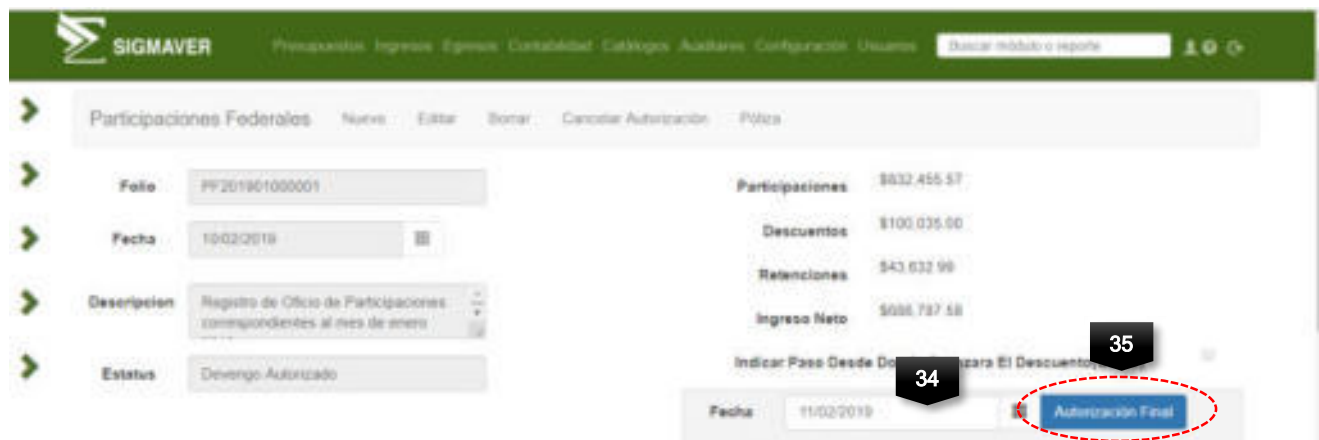 SIGMAVER Presupuestos Ingresos Egresos Contabilidad Catálogos Auxiliares Configuración Usuarios Buscar módulo o reporte
Participaciones Federales Nuevo Editar Borrar Cancelar Autorización Póliza
Folio PF201901000001
Participaciones $832,455.57
Fecha 10/02/2019
Descuentos $100,035.00
Retenciones $43,632.99
Descripcion Registro de Oficio de Participaciones
correspondientes al mes de enero
Ingreso Neto $688,787.58
Estatus Devengo Autorizado
Indicar Paso Desde El Descuento
34
35
Fecha 11/02/2019 Autorización Final